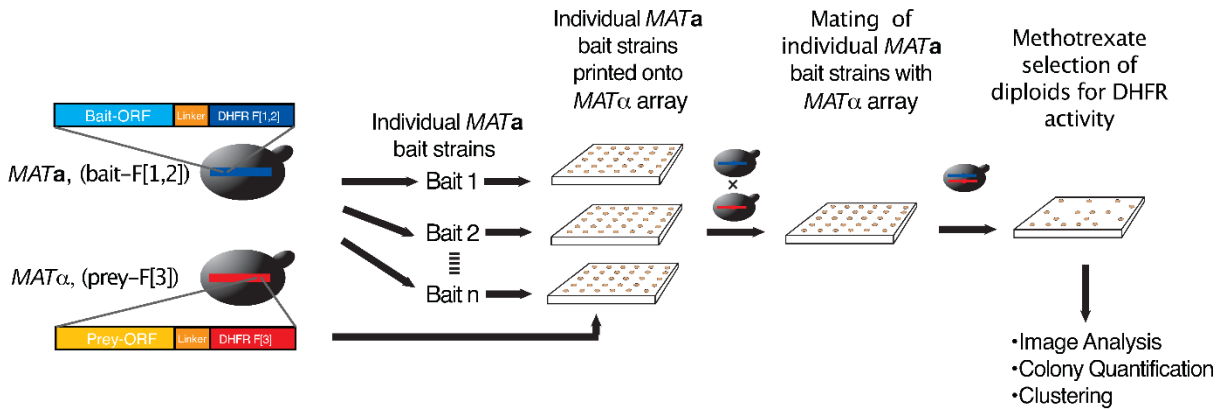 Bait-ORF Linker DHFR F[1,2]
MATa, (bait–F[1,2])
MATα, (prey–F[3])
Prey-ORF Linker DHFR F[3]
Individual MATa
bait strains
Bait 1
Bait 2
Bait n
Individual MATa
bait strains
printed onto
MATα array
×
Mating of
individual MATa
bait strains with
MATα array
Methotrexate
selection of
diploids for DHFR
activity
•Image Analysis
•Colony Quantification
•Clustering